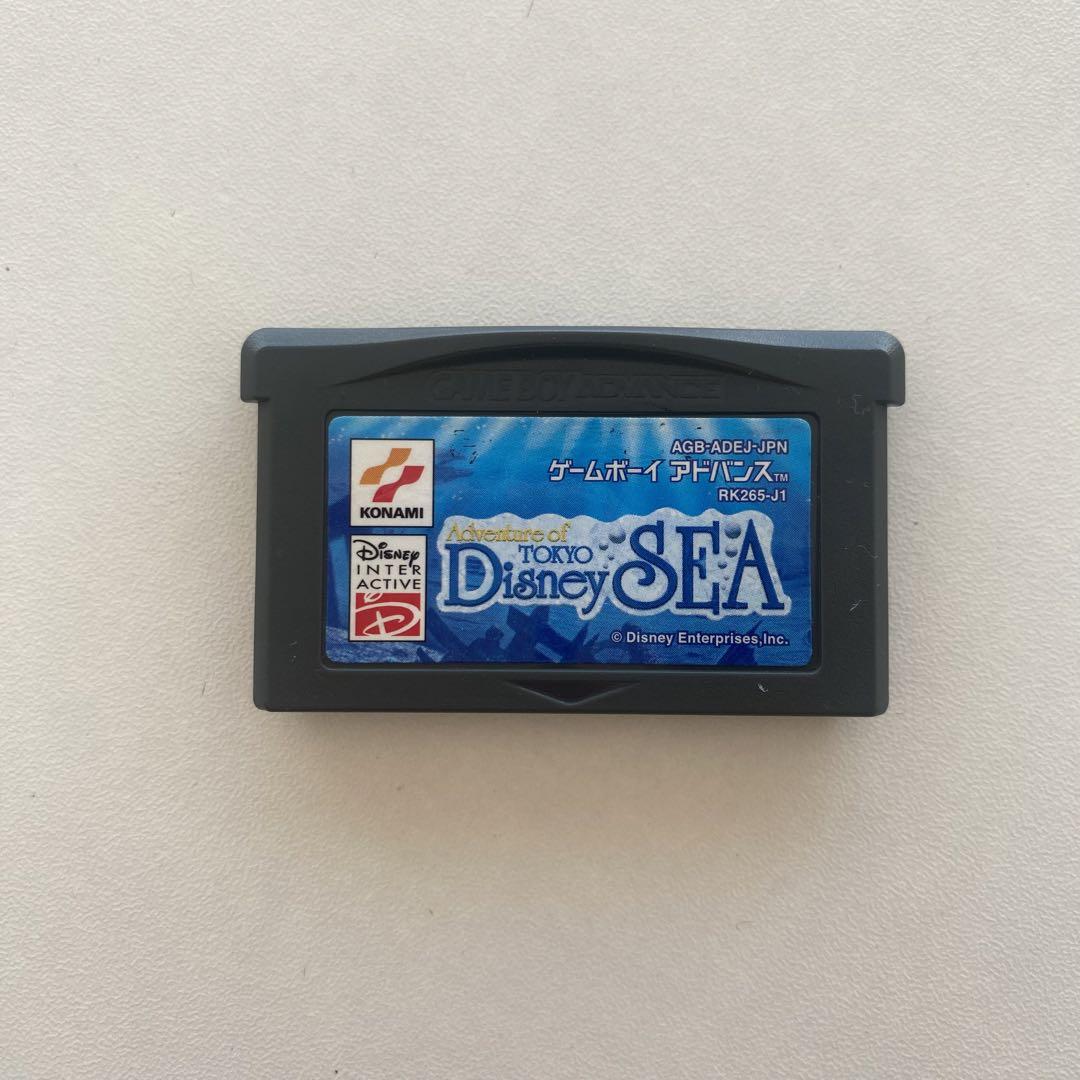 GAME BOY ADVANCE
AGB-ADEJ-JPN
ゲームボーイ アドバンス™
RK265-J1
KONAMI
Disney
INTER
ACTIVE
D
Adventure of
TOKYO
Disney SEA
© Disney Enterprises,Inc.